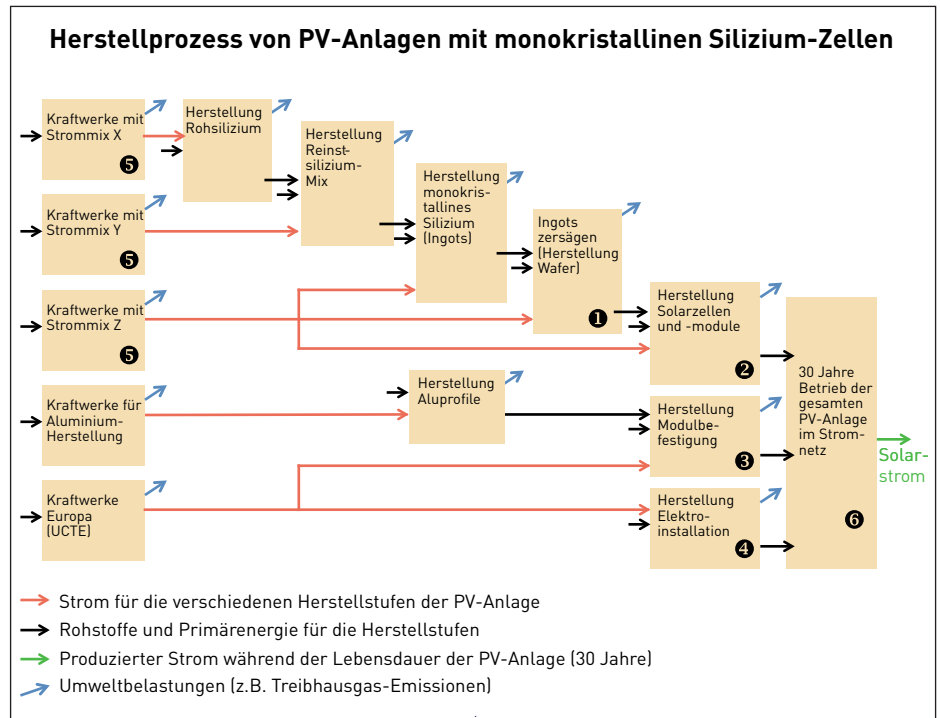 Herstellprozess von PV-Anlagen mit monokristallinen Silizium-Zellen
Kraftwerke mit
Strommix X
❺
Herstellung
Rohsilizium
Herstellung
Reinst-
silizium-
Mix
Herstellung
monokris-
tallines
Silizium
(Ingots)
Ingots
zersägen
(Herstellung
Wafer)
❶
Kraftwerke mit
Strommix Y
❺
Kraftwerke mit
Strommix Z
❺
Herstellung
Solarzellen
und -module
❷
Kraftwerke für
Aluminium-
Herstellung
Herstellung
Aluprofile
Herstellung
Modulbe-
festigung
❸
Kraftwerke
Europa
(UCTE)
Herstellung
Elektro-
installation
❹
30 Jahre
Betrieb der
gesamten
PV-Anlage
im Strom-
netz
❻
Solar-
strom
Strom für die verschiedenen Herstellstufen der PV-Anlage
Rohstoffe und Primärenergie für die Herstellstufen
Produzierter Strom während der Lebensdauer der PV-Anlage (30 Jahre)
Umweltbelastungen (z.B. Treibhausgas-Emissionen)